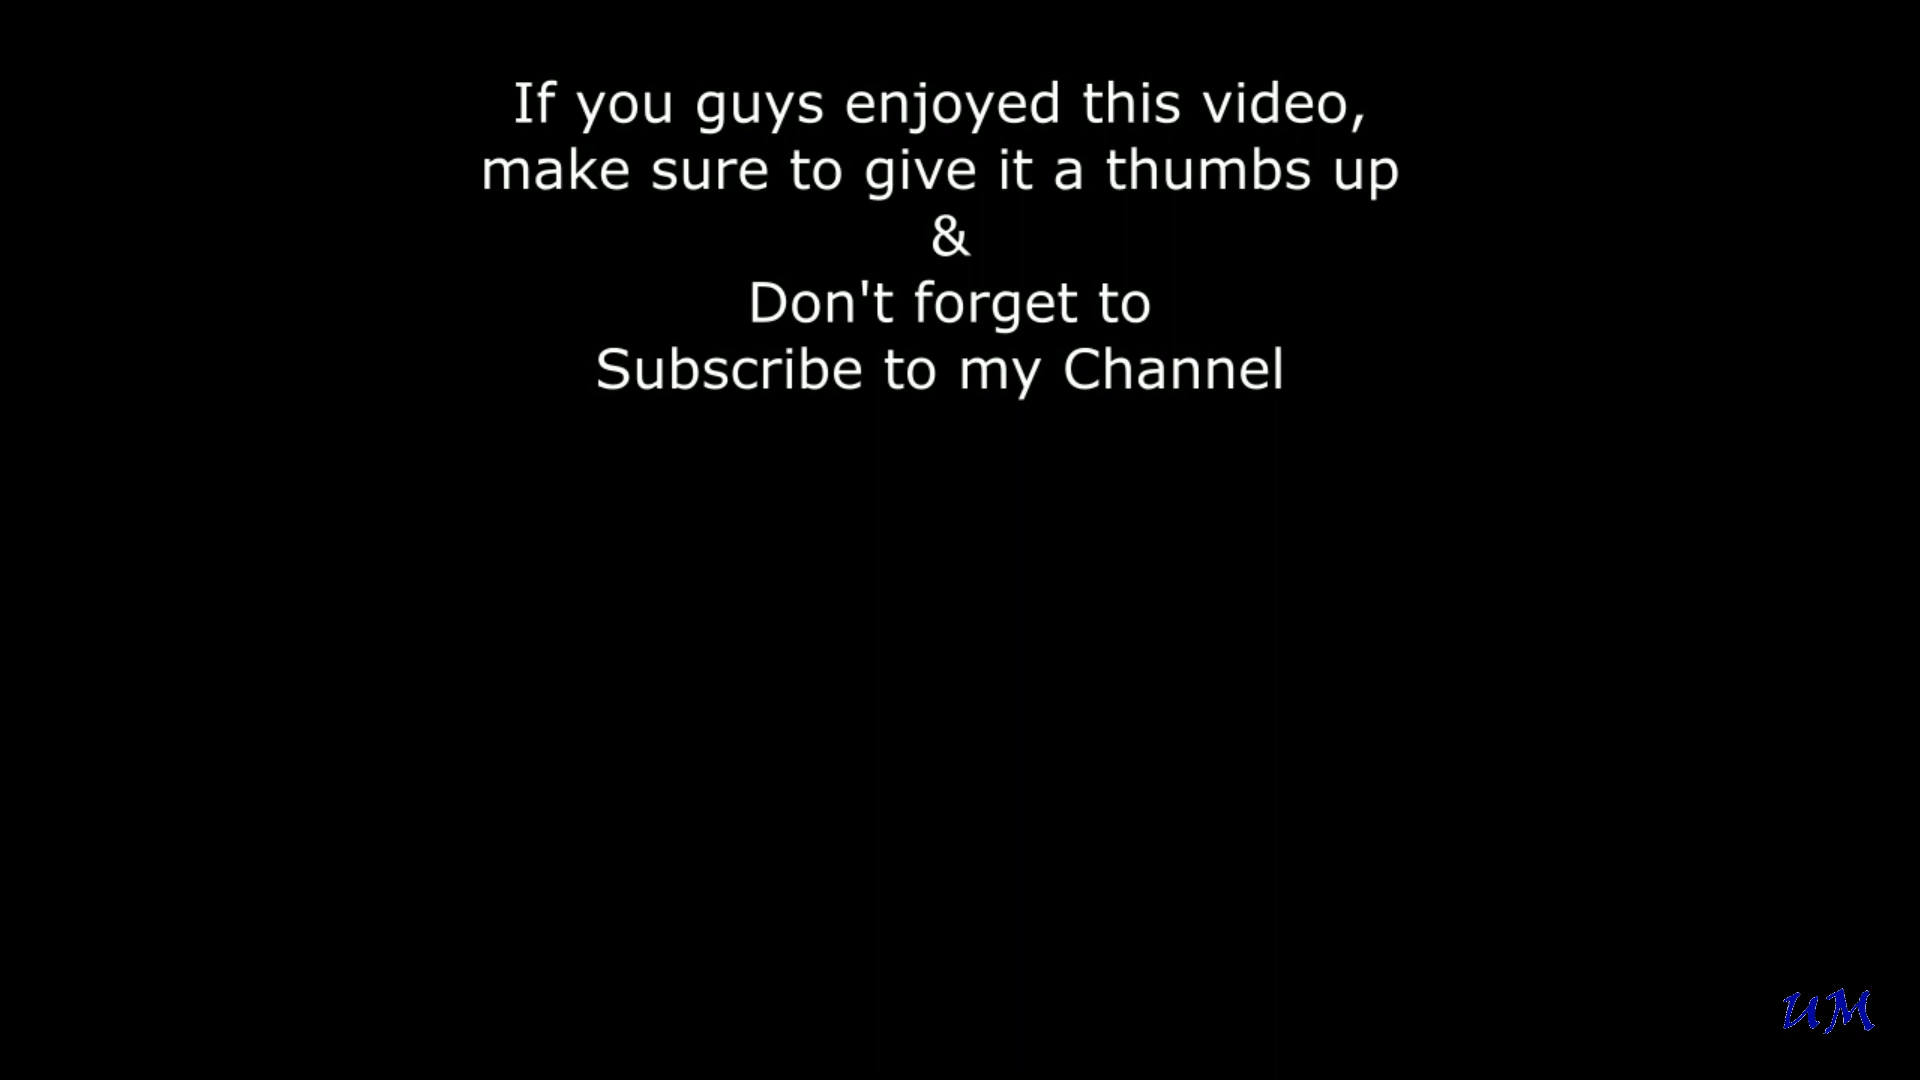 If you guys enjoyed this video,
make sure to give it a thumbs up
&
Don't forget to
Subscribe to my Channel
UM